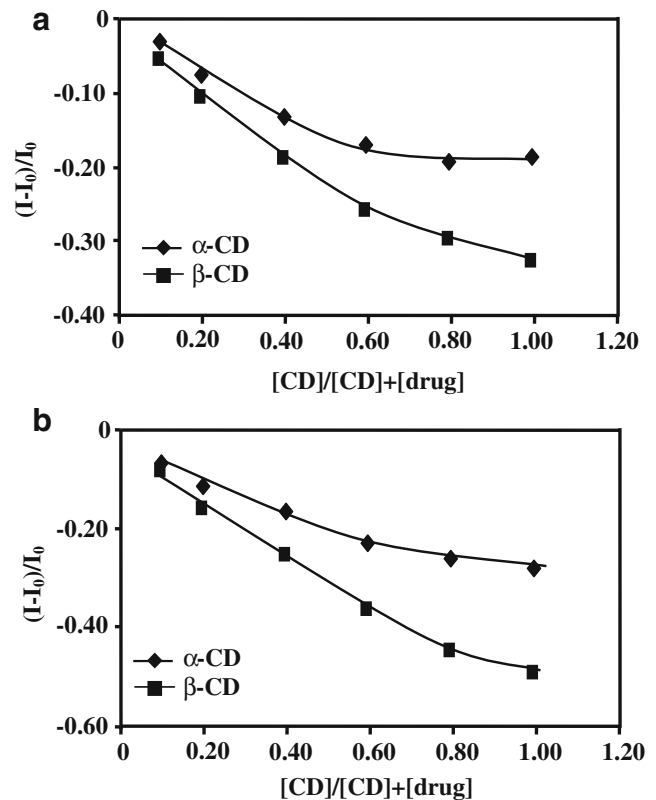 a
0
-0.10
-0.20
-0.30
-0.40
(I-I₀)/I₀
α-CD
β-CD
0 0.20 0.40 0.60 0.80 1.00 1.20
[CD]/[CD]+[drug]
b
0
-0.20
-0.40
-0.60
(I-I₀)/I₀
α-CD
β-CD
0 0.20 0.40 0.60 0.80 1.00 1.20
[CD]/[CD]+[drug]